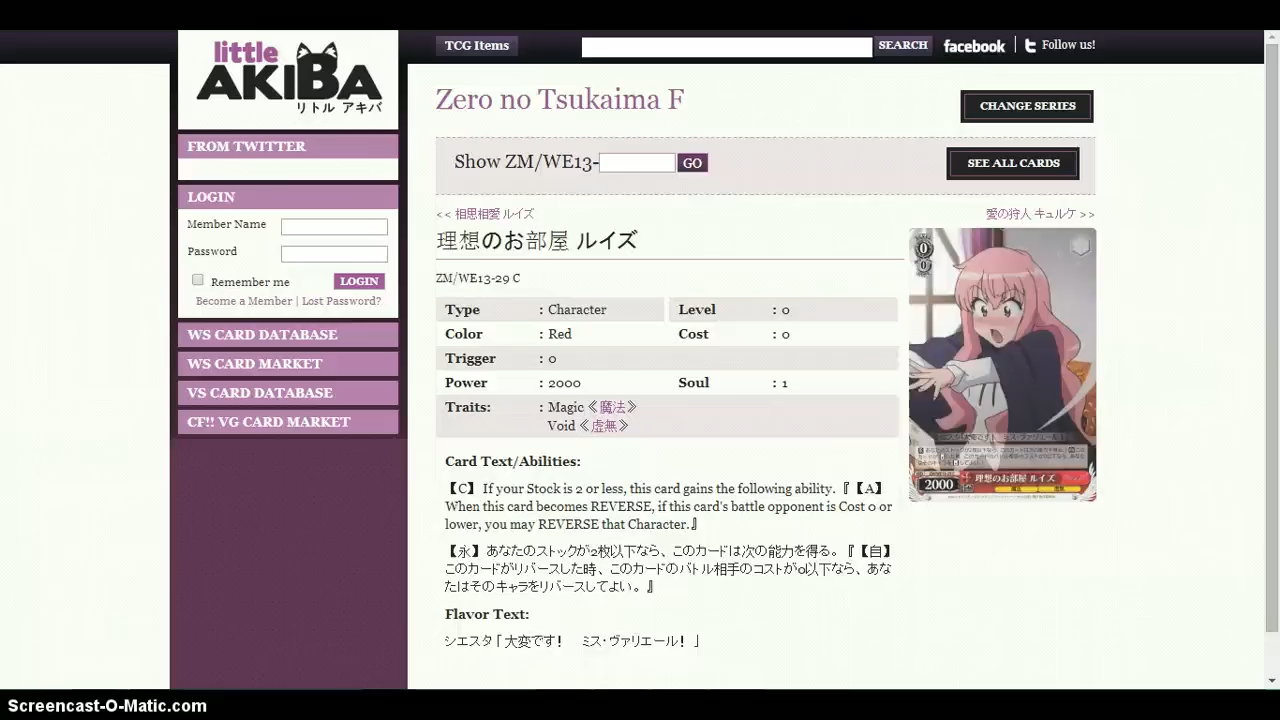 little
AKIBA
リトル アキバ
TCG Items
SEARCH
facebook
Follow us!
FROM TWITTER
LOGIN
Member Name
Password
Remember me
LOGIN
Become a Member | Lost Password?
WS CARD DATABASE
WS CARD MARKET
VS CARD DATABASE
CF!! VG CARD MARKET
Zero no Tsukaima F
CHANGE SERIES
Show ZM/WE13-
GO
SEE ALL CARDS
<< 相思相愛 ルイズ
愛の狩人 キュルケ >>
理想のお部屋 ルイズ
ZM/WE13-29 C
Type : Character Level : 0
Color : Red Cost : 0
Trigger : 0
Power : 2000 Soul : 1
Traits: : Magic 《魔法》
Void 《虚無》
Card Text/Abilities:
【C】 If your Stock is 2 or less, this card gains the following ability. 『【A】
When this card becomes REVERSE, if this card's battle opponent is Cost 0 or
lower, you may REVERSE that Character.』
【永】 あなたのストックが2枚以下なら、このカードは次の能力を得る。『【自】
このカードがリバースした時、このカードのバトル相手のコストが0以下なら、あな
たはそのキャラをリバースしてよい。』
Flavor Text:
シエスタ「大変です！　ミス・ヴァリエール！」
0
0
2000
理想のお部屋 ルイズ
Screencast-O-Matic.com